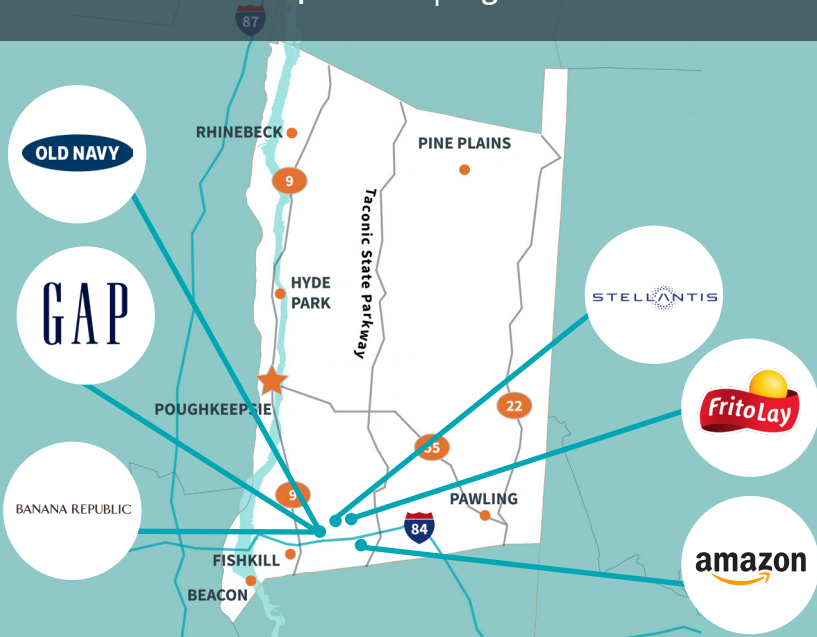 87
RHINEBECK
PINE PLAINS
OLD NAVY
9
Taconic State Parkway
HYDE
PARK
STELLANTIS
GAP
POUGHKEEPSIE
22
FritoLay
55
9
PAWLING
BANANA REPUBLIC
84
FISHKILL
amazon
BEACON